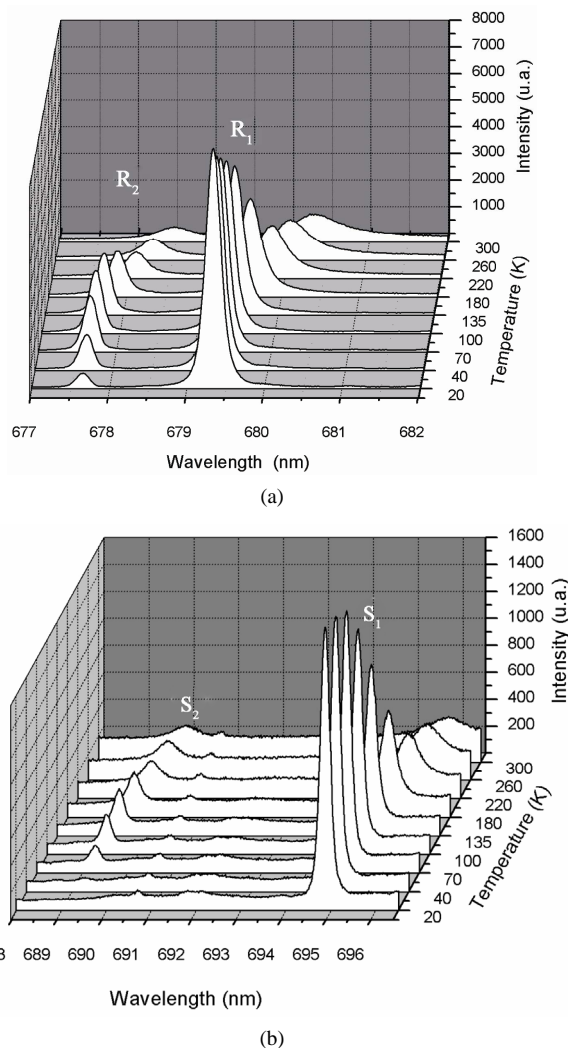 8000
7000
6000
5000
4000
3000
2000
1000
Intensity (u.a.)
R1
R2
300
260
220
180
135
100
70
40
20
Temperature (K)
677 678 679 680 681 682
Wavelength (nm)
(a)
1600
1400
1200
1000
800
600
400
200
Intensity (u.a.)
S1
S2
300
260
220
180
135
100
70
40
20
Temperature (K)
8 689 690 691 692 693 694 695 696
Wavelength (nm)
(b)